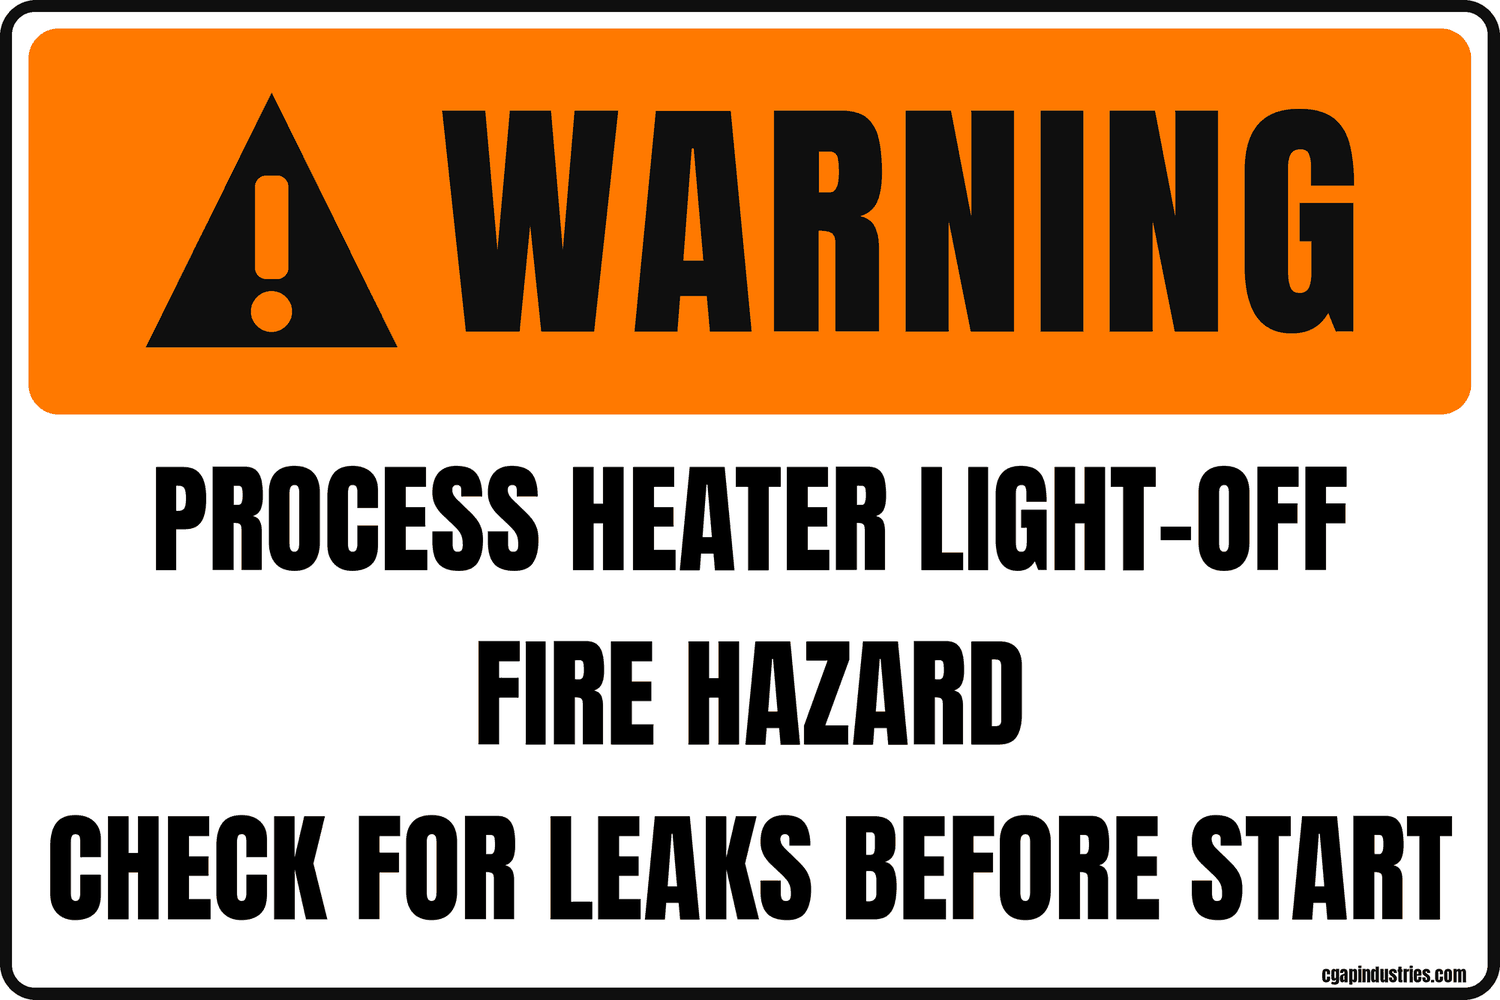 WARNING
PROCESS HEATER LIGHT-OFF
FIRE HAZARD
CHECK FOR LEAKS BEFORE START
cgapindustries.com